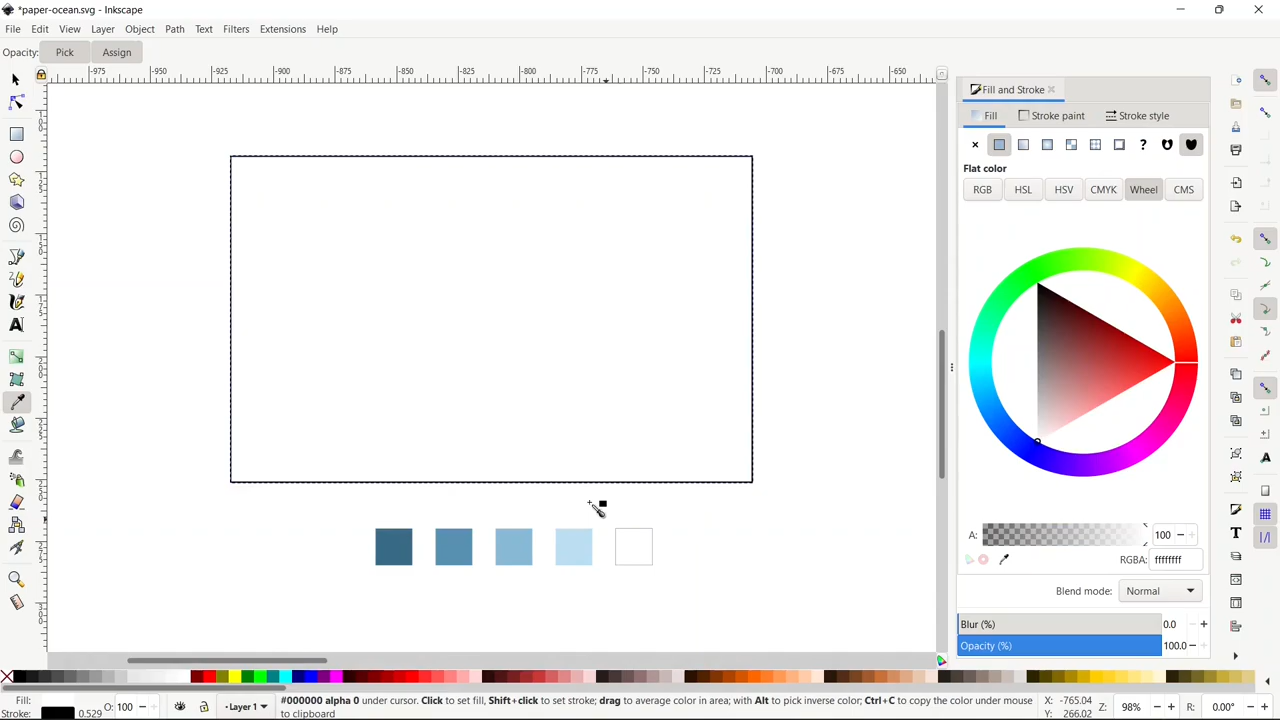 *paper-ocean.svg - Inkscape
File Edit View Layer Object Path Text Filters Extensions Help
Opacity: Pick Assign
-975 -950 -925 -900 -875 -850 -825 -800 -775 -750 -725 -700 -675 -650
Fill and Stroke
Fill Stroke paint Stroke style
?
Flat color
RGB HSL HSV CMYK Wheel CMS
A: 100
RGBA: ffffffff
Blend mode: Normal
Blur (%) 0.0
Opacity (%) 100.0
Fill:
Stroke: 0.529 O: 100 Layer 1
#000000 alpha 0 under cursor. Click to set fill, Shift+click to set stroke; drag to average color in area; with Alt to pick inverse color; Ctrl+C to copy the color under mouse
to clipboard
X: -765.04
Y: 266.02
Z: 98% R: 0.00°